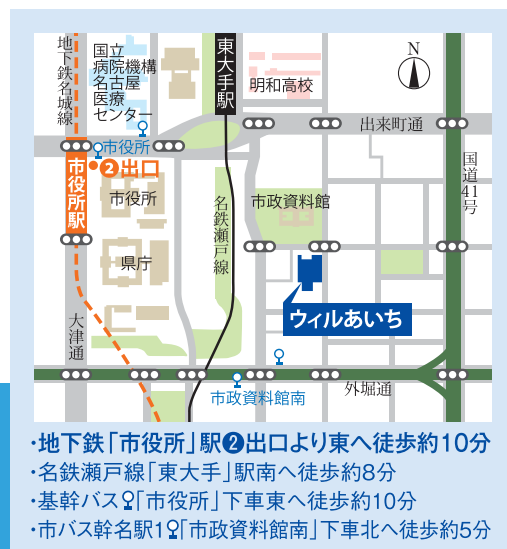 地下鉄名城線
国立
病院機構
名古屋
医療
センター
東大手駅
明和高校
N
出来町通
市役所
❷出口
市役所駅
市役所
県庁
名鉄瀬戸線
市政資料館
国道41号
ウィルあいち
大津通
市政資料館南
外堀通
・地下鉄「市役所」駅❷出口より東へ徒歩約10分
・名鉄瀬戸線「東大手」駅南へ徒歩約8分
・基幹バス「市役所」下車東へ徒歩約10分
・市バス幹名駅1「市政資料館南」下車北へ徒歩約5分